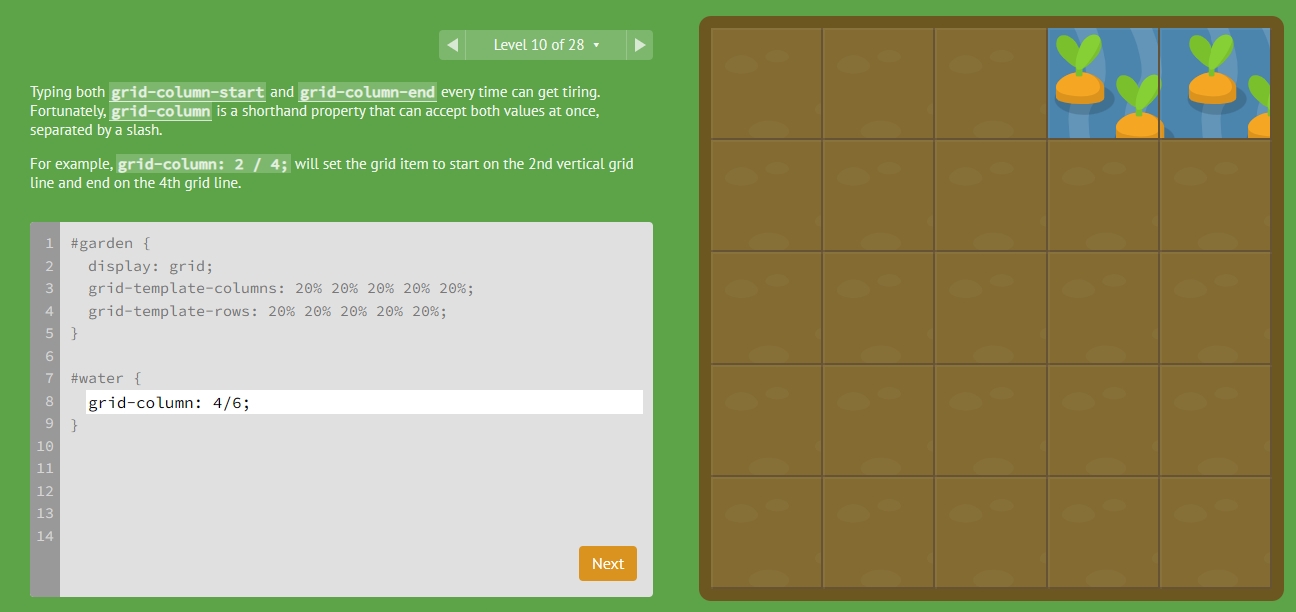 ◀ Level 10 of 28 ▾ ▶
Typing both grid-column-start and grid-column-end every time can get tiring.
Fortunately, grid-column is a shorthand property that can accept both values at once,
separated by a slash.
For example, grid-column: 2 / 4; will set the grid item to start on the 2nd vertical grid
line and end on the 4th grid line.
1 #garden {
2 display: grid;
3 grid-template-columns: 20% 20% 20% 20% 20%;
4 grid-template-rows: 20% 20% 20% 20% 20%;
5 }
6
7 #water {
8 grid-column: 4/6;
9 }
10
11
12
13
14
Next